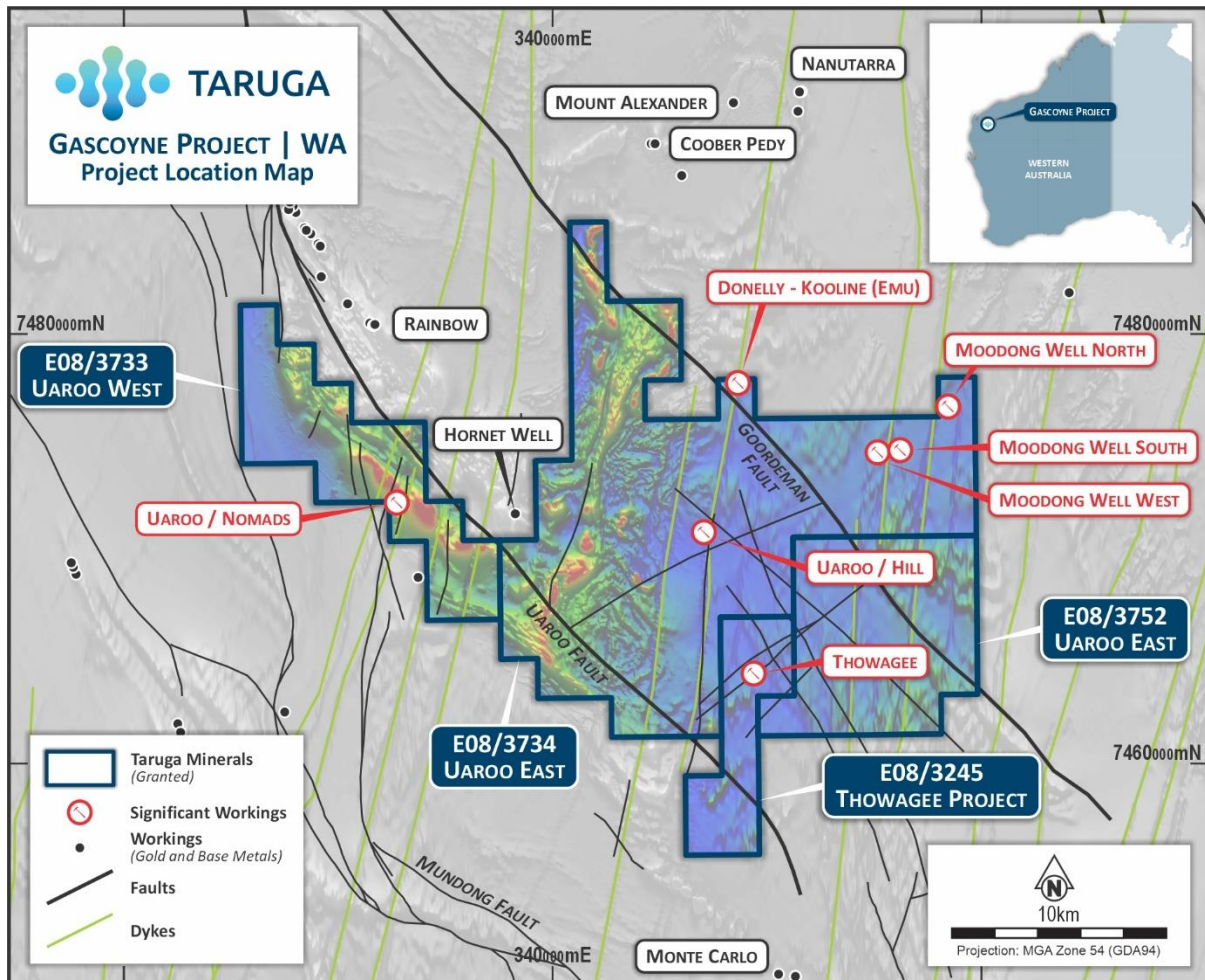 TARUGA
GASCOYNE PROJECT | WA
Project Location Map
340000mE
NANUTARRA
MOUNT ALEXANDER
COOBER PEDY
GASCOYNE PROJECT
WESTERN
AUSTRALIA
DONELLY - KOOLINE (EMU)
7480000mN
7480000mN
RAINBOW
MOODONG WELL NORTH
E08/3733
UAROO WEST
HORNET WELL
GOORDEMAN
FAULT
MOODONG WELL SOUTH
MOODONG WELL WEST
UAROO / NOMADS
UAROO / HILL
UAROO FAULT
E08/3752
UAROO EAST
THOWAGEE
E08/3734
UAROO EAST
7460000mN
E08/3245
THOWAGEE PROJECT
Taruga Minerals
(Granted)
Significant Workings
Workings
(Gold and Base Metals)
Faults
Dykes
MUNDONG FAULT
340000mE
MONTE CARLO
N
10km
Projection: MGA Zone 54 (GDA94)